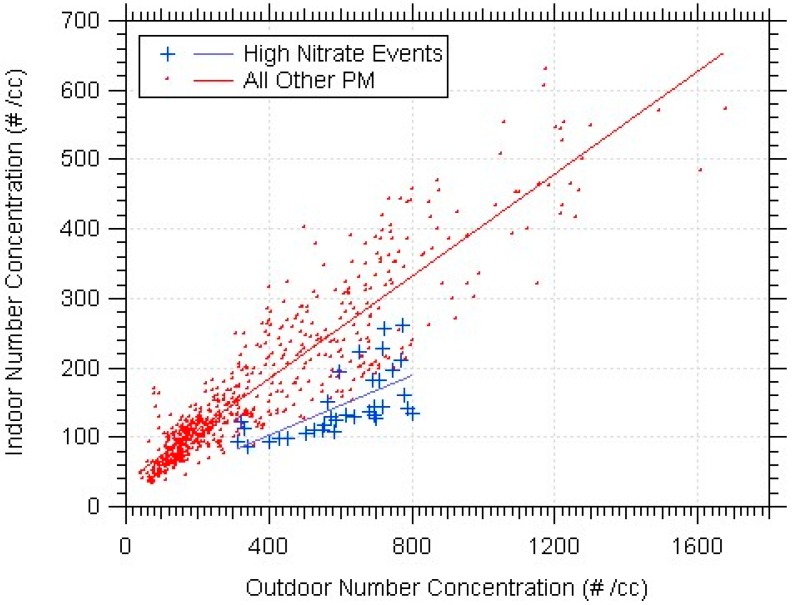 700
600
500
400
300
200
100
0
Indoor Number Concentration (# /cc)
High Nitrate Events
All Other PM
0 400 800 1200 1600
Outdoor Number Concentration (# /cc)